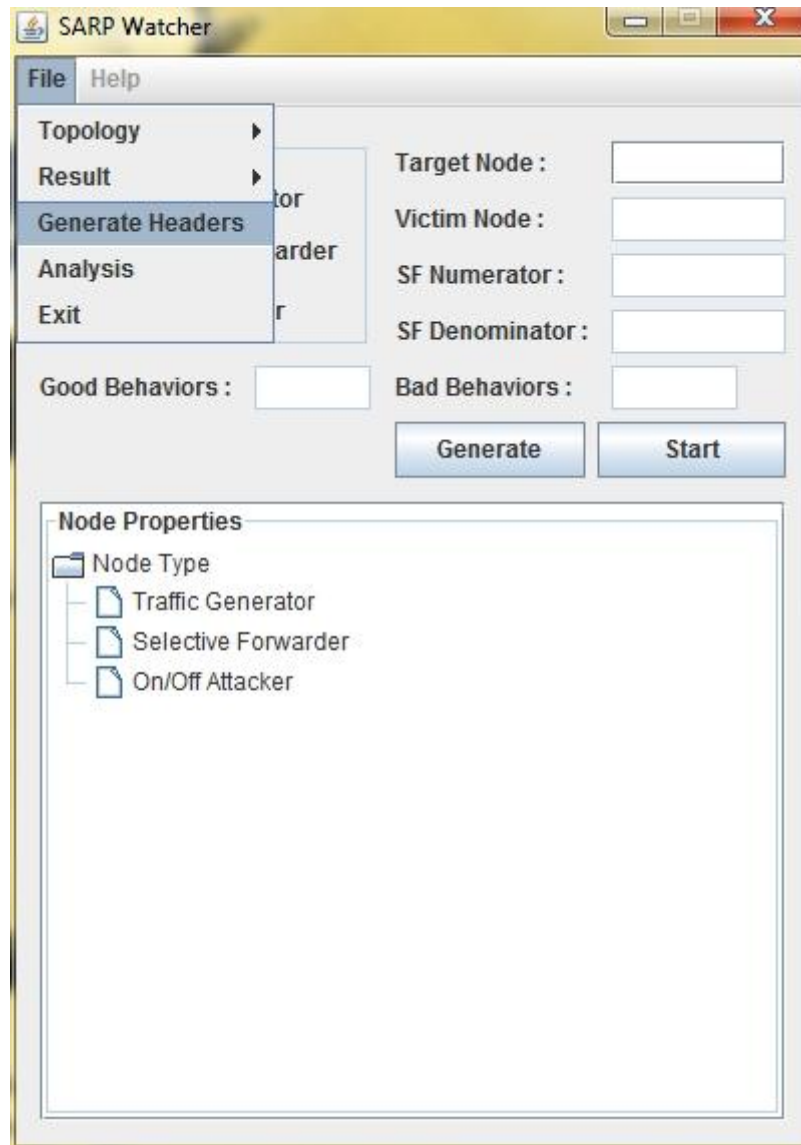 SARP Watcher
File Help
Topology
Result
Generate Headers
Analysis
Exit
tor
arder
r
Target Node :
Victim Node :
SF Numerator :
SF Denominator :
Good Behaviors :
Bad Behaviors :
Generate
Start
Node Properties
Node Type
Traffic Generator
Selective Forwarder
On/Off Attacker